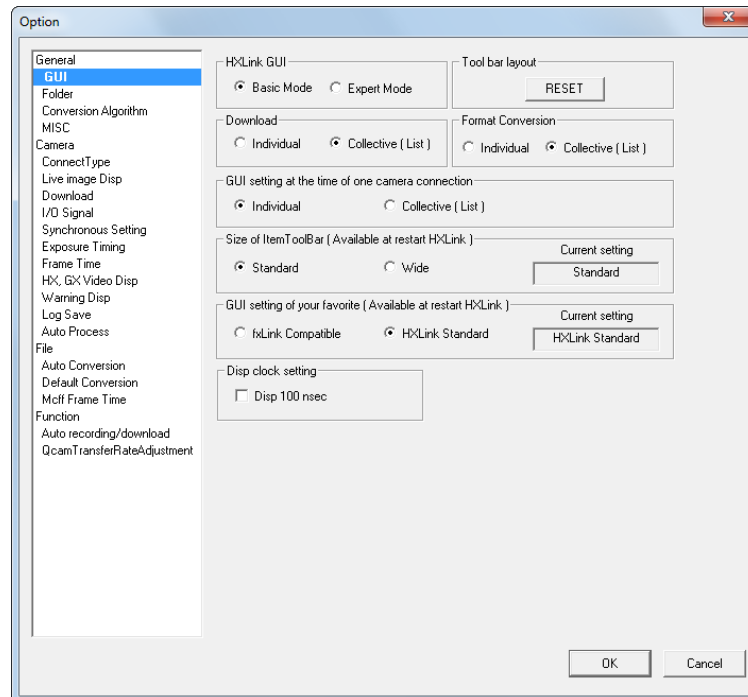 Option
General
GUI
Folder
Conversion Algorithm
MISC
Camera
ConnectType
Live image Disp
Download
I/O Signal
Synchronous Setting
Exposure Timing
Frame Time
HX, GX Video Disp
Warning Disp
Log Save
Auto Process
File
Auto Conversion
Default Conversion
Mcff Frame Time
Function
Auto recording/download
QcamTransferRateAdjustment
HXLink GUI
Basic Mode
Expert Mode
Tool bar layout
RESET
Download
Individual
Collective ( List )
Format Conversion
Individual
Collective ( List )
GUI setting at the time of one camera connection
Individual
Collective ( List )
Size of ItemToolBar ( Available at restart HXLink )
Standard
Wide
Current setting
Standard
GUI setting of your favorite ( Available at restart HXLink )
fxLink Compatible
HXLink Standard
Current setting
HXLink Standard
Disp clock setting
Disp 100 nsec
OK
Cancel